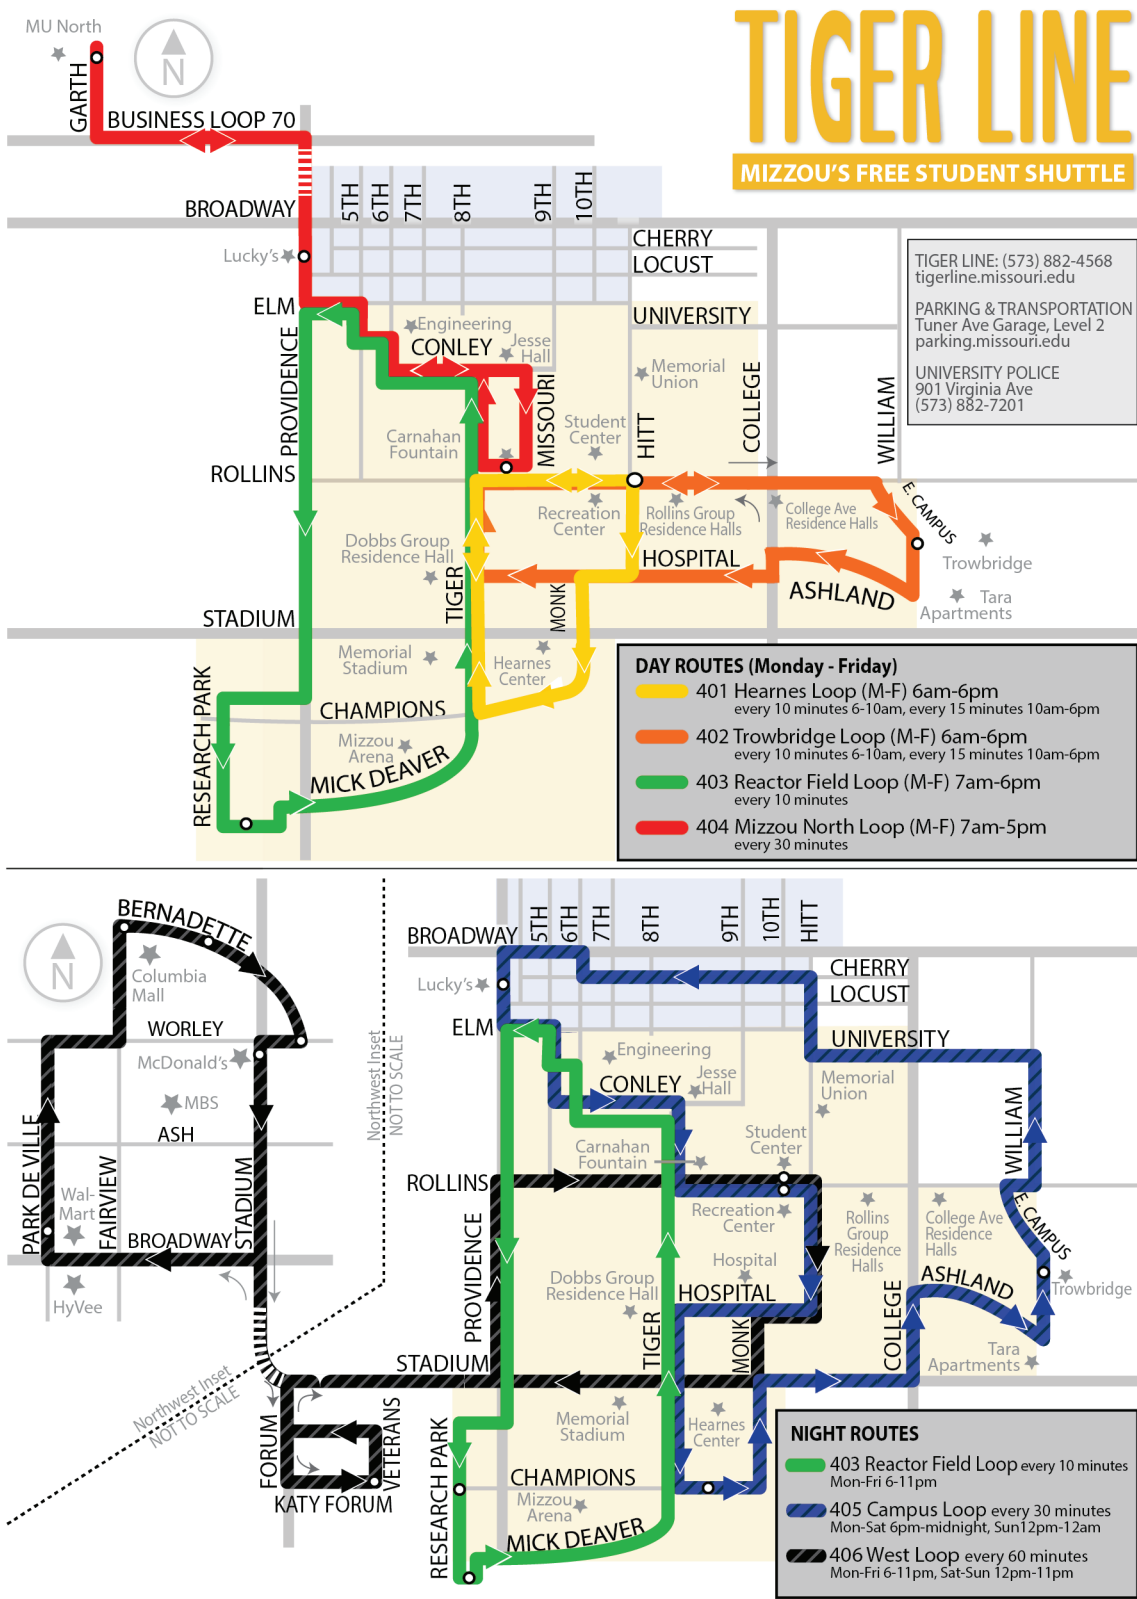 TIGER LINE
MIZZOU'S FREE STUDENT SHUTTLE
MU North
N
GARTH
BUSINESS LOOP 70
BROADWAY
5TH
6TH
7TH
8TH
9TH
10TH
CHERRY
LOCUST
Lucky's
TIGER LINE: (573) 882-4568
tigerline.missouri.edu
PARKING & TRANSPORTATION
Tuner Ave Garage, Level 2
parking.missouri.edu
UNIVERSITY POLICE
901 Virginia Ave
(573) 882-7201
ELM
UNIVERSITY
Engineering
CONLEY
Jesse
Hall
PROVIDENCE
MISSOURI
Memorial
Union
COLLEGE
WILLIAM
HITT
Student
Center
Carnahan
Fountain
ROLLINS
E. CAMPUS
Recreation
Center
Rollins Group
Residence Halls
College Ave
Residence Halls
Dobbs Group
Residence Hall
HOSPITAL
Trowbridge
TIGER
MONK
ASHLAND
Tara
Apartments
STADIUM
Memorial
Stadium
Hearnes
Center
RESEARCH PARK
CHAMPIONS
Mizzou
Arena
MICK DEAVER
DAY ROUTES (Monday - Friday)
401 Hearnes Loop (M-F) 6am-6pm
every 10 minutes 6-10am, every 15 minutes 10am-6pm
402 Trowbridge Loop (M-F) 6am-6pm
every 10 minutes 6-10am, every 15 minutes 10am-6pm
403 Reactor Field Loop (M-F) 7am-6pm
every 10 minutes
404 Mizzou North Loop (M-F) 7am-5pm
every 30 minutes
BERNADETTE
N
Columbia
Mall
WORLEY
McDonald's
MBS
ASH
PARK DE VILLE
FAIRVIEW
STADIUM
Wal-
Mart
BROADWAY
HyVee
Northwest Inset
NOT TO SCALE
Northwest Inset
NOT TO SCALE
FORUM
VETERANS
KATY FORUM
BROADWAY
5TH
6TH
7TH
8TH
9TH
10TH
HITT
CHERRY
LOCUST
Lucky's
ELM
UNIVERSITY
Engineering
CONLEY
Jesse
Hall
Memorial
Union
WILLIAM
Student
Center
Carnahan
Fountain
ROLLINS
Recreation
Center
Rollins
Group
Residence
Halls
College Ave
Residence
Halls
E. CAMPUS
PROVIDENCE
Hospital
Dobbs Group
Residence Hall
HOSPITAL
ASHLAND
Trowbridge
TIGER
MONK
COLLEGE
Tara
Apartments
STADIUM
Memorial
Stadium
Hearnes
Center
RESEARCH PARK
CHAMPIONS
Mizzou
Arena
MICK DEAVER
NIGHT ROUTES
403 Reactor Field Loop every 10 minutes
Mon-Fri 6-11pm
405 Campus Loop every 30 minutes
Mon-Sat 6pm-midnight, Sun12pm-12am
406 West Loop every 60 minutes
Mon-Fri 6-11pm, Sat-Sun 12pm-11pm